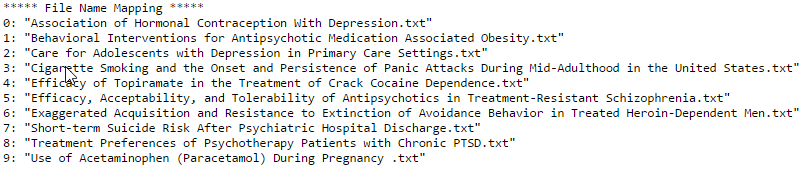 ***** File Name Mapping *****
0: "Association of Hormonal Contraception With Depression.txt"
1: "Behavioral Interventions for Antipsychotic Medication Associated Obesity.txt"
2: "Care for Adolescents with Depression in Primary Care Settings.txt"
3: "Cigarette Smoking and the Onset and Persistence of Panic Attacks During Mid-Adulthood in the United States.txt"
4: "Efficacy of Topiramate in the Treatment of Crack Cocaine Dependence.txt"
5: "Efficacy, Acceptability, and Tolerability of Antipsychotics in Treatment-Resistant Schizophrenia.txt"
6: "Exaggerated Acquisition and Resistance to Extinction of Avoidance Behavior in Treated Heroin-Dependent Men.txt"
7: "Short-term Suicide Risk After Psychiatric Hospital Discharge.txt"
8: "Treatment Preferences of Psychotherapy Patients with Chronic PTSD.txt"
9: "Use of Acetaminophen (Paracetamol) During Pregnancy .txt"